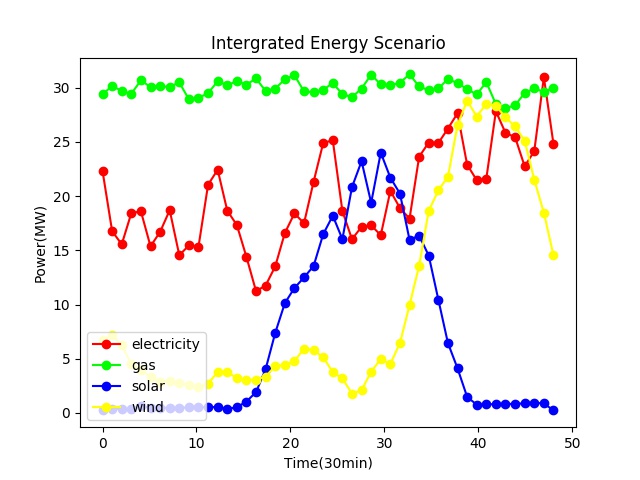 Intergrated Energy Scenario
Power(MW)
30
25
20
15
10
5
0
electricity
gas
solar
wind
0 10 20 30 40 50
Time(30min)